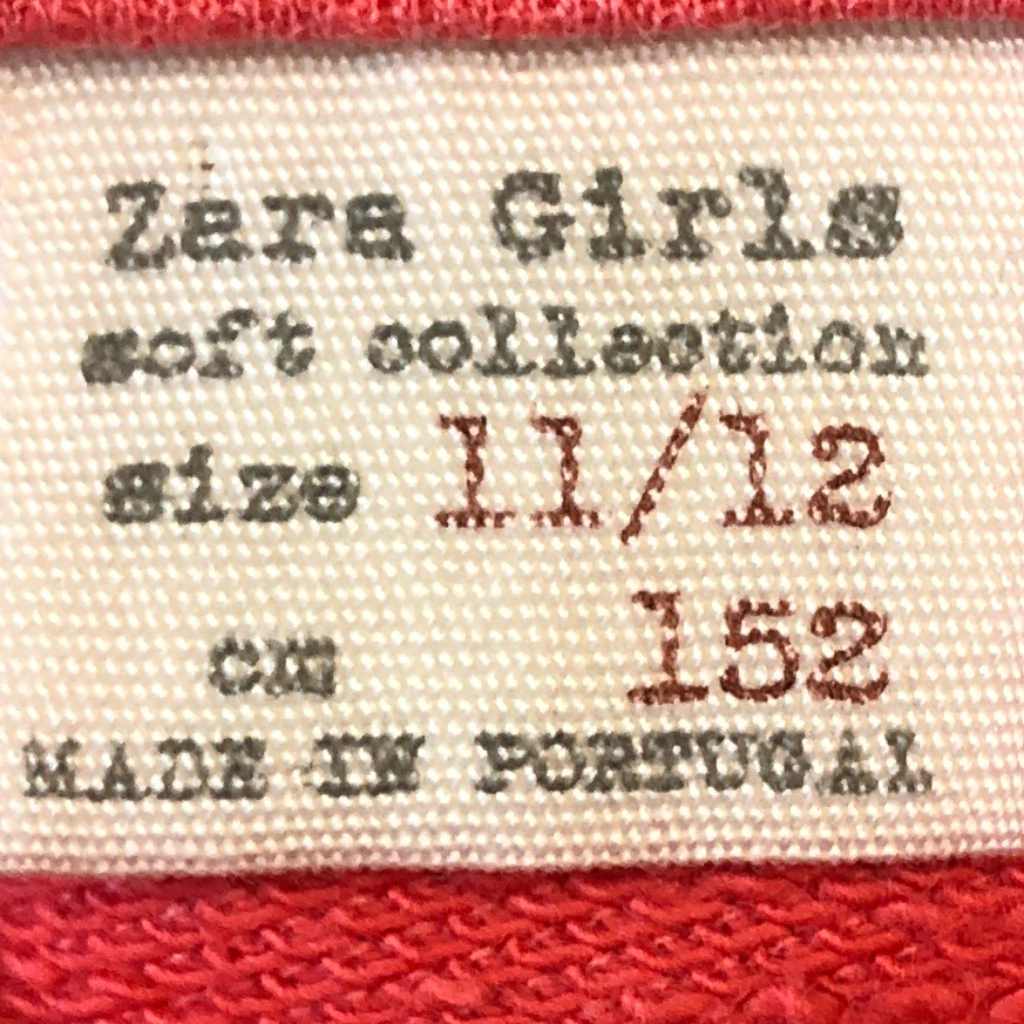 Zara Girls
soft collection
size 11/12
cm 152
MADE IN PORTUGAL